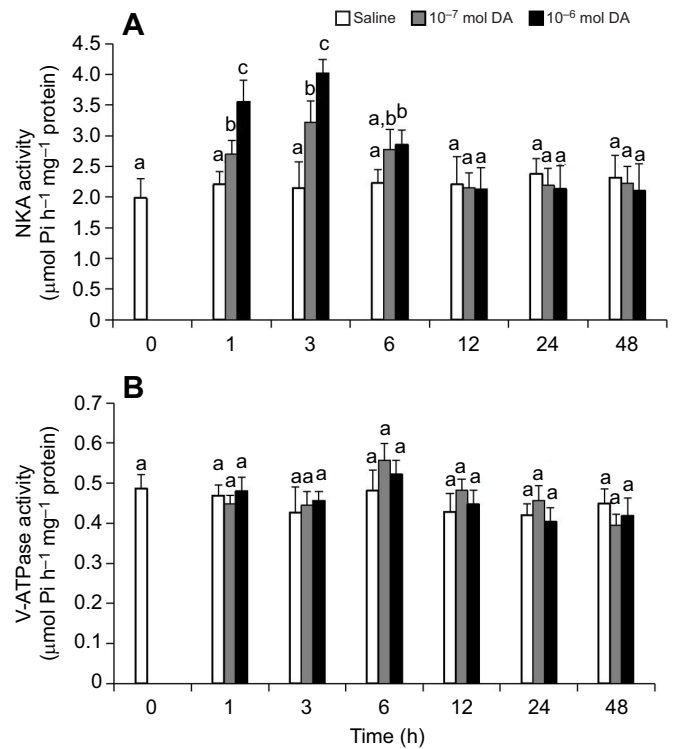 A
Saline 10⁻⁷ mol DA 10⁻⁶ mol DA
NKA activity
(μmol Pi h⁻¹ mg⁻¹ protein)
4.5
4.0
3.5
3.0
2.5
2.0
1.5
1.0
0.5
0
a
a b c
a b c
a a,b b
a a a
a a a
a a a
0 1 3 6 12 24 48
B
V-ATPase activity
(μmol Pi h⁻¹ mg⁻¹ protein)
0.7
0.6
0.5
0.4
0.3
0.2
0.1
0
a
a a a
a a a
a a a
a a a
a a a
a a a
0 1 3 6 12 24 48
Time (h)